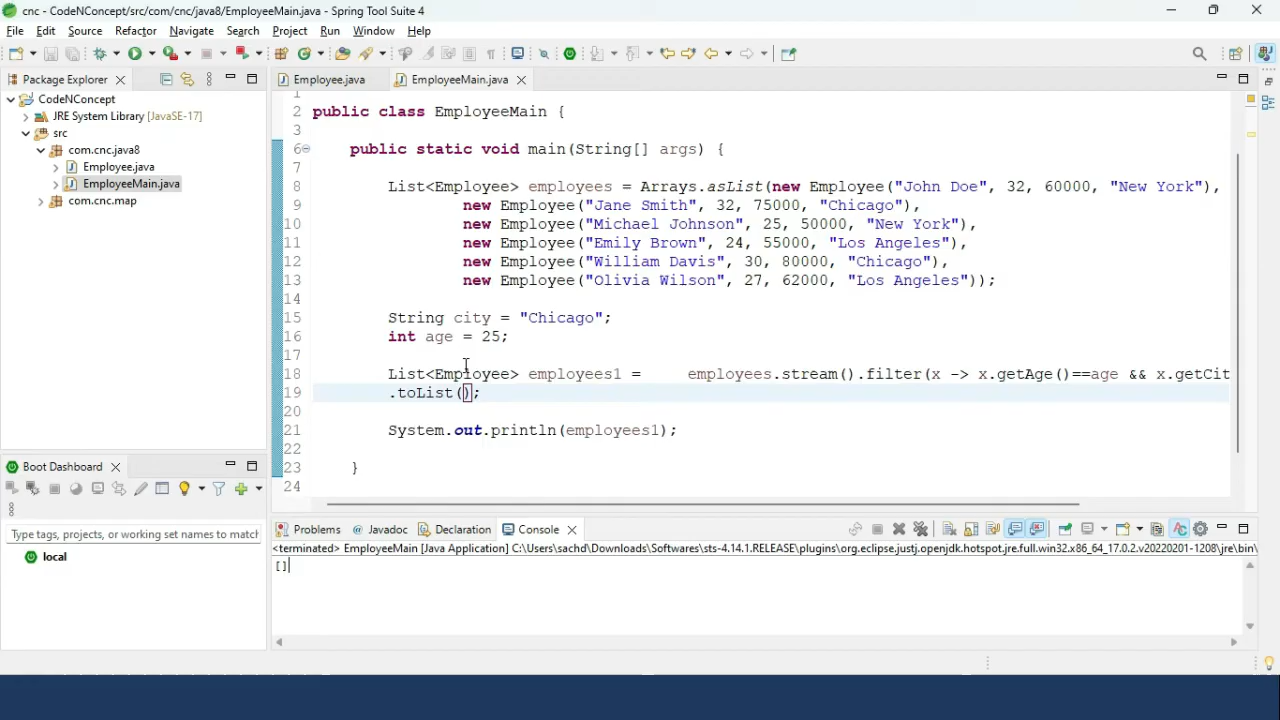 cnc - CodeNConcept/src/com/cnc/java8/EmployeeMain.java - Spring Tool Suite 4
File Edit Source Refactor Navigate Search Project Run Window Help
Package Explorer
CodeNConcept
JRE System Library [JavaSE-17]
src
com.cnc.java8
Employee.java
EmployeeMain.java
com.cnc.map
Employee.java EmployeeMain.java
1
2 public class EmployeeMain {
3
6 public static void main(String[] args) {
7
8 List<Employee> employees = Arrays.asList(new Employee("John Doe", 32, 60000, "New York"),
9 new Employee("Jane Smith", 32, 75000, "Chicago"),
10 new Employee("Michael Johnson", 25, 50000, "New York"),
11 new Employee("Emily Brown", 24, 55000, "Los Angeles"),
12 new Employee("William Davis", 30, 80000, "Chicago"),
13 new Employee("Olivia Wilson", 27, 62000, "Los Angeles"));
14
15 String city = "Chicago";
16 int age = 25;
17
18 List<Employee> employees1 = employees.stream().filter(x -> x.getAge()==age && x.getCit
19 .toList();
20
21 System.out.println(employees1);
22
23 }
24
Boot Dashboard
Type tags, projects, or working set names to match
local
Problems Javadoc Declaration Console
<terminated> EmployeeMain [Java Application] C:\Users\sachd\Downloads\Softwares\sts-4.14.1.RELEASE\plugins\org.eclipse.justj.openjdk.hotspot.jre.full.win32.x86_64_17.0.2.v20220201-1208\jre\bin\
[]